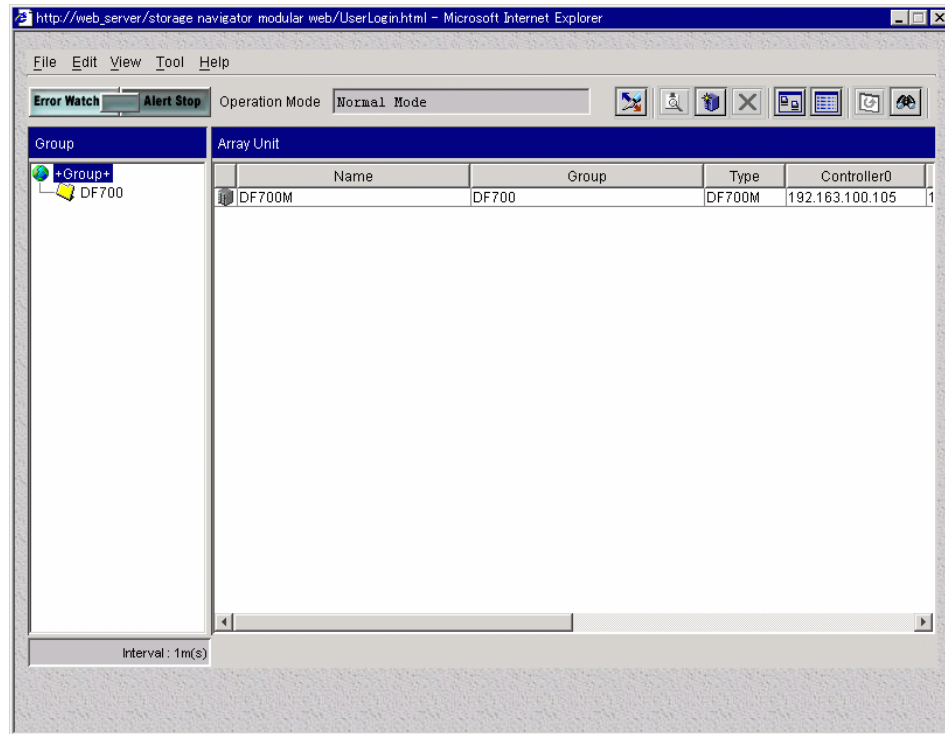 http://web_server/storage navigator modular web/UserLogin.html - Microsoft Internet Explorer
File Edit View Tool Help
Error Watch Alert Stop Operation Mode Normal Mode
Group Array Unit
+Group+
DF700
Name Group Type Controller0
DF700M DF700 DF700M 192.163.100.105 1
Interval : 1m(s)